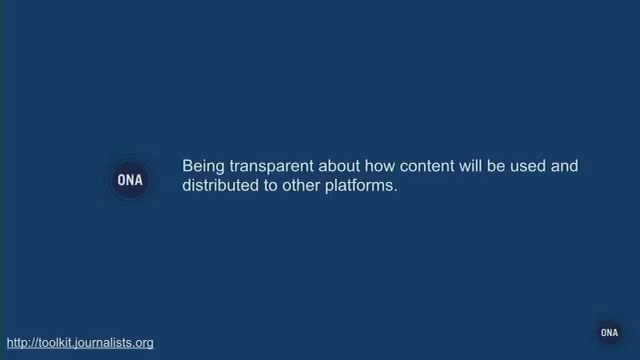 Being transparent about how content will be used and
ONA
distributed to other platforms.
ONA
http://toolkit.journalists.org